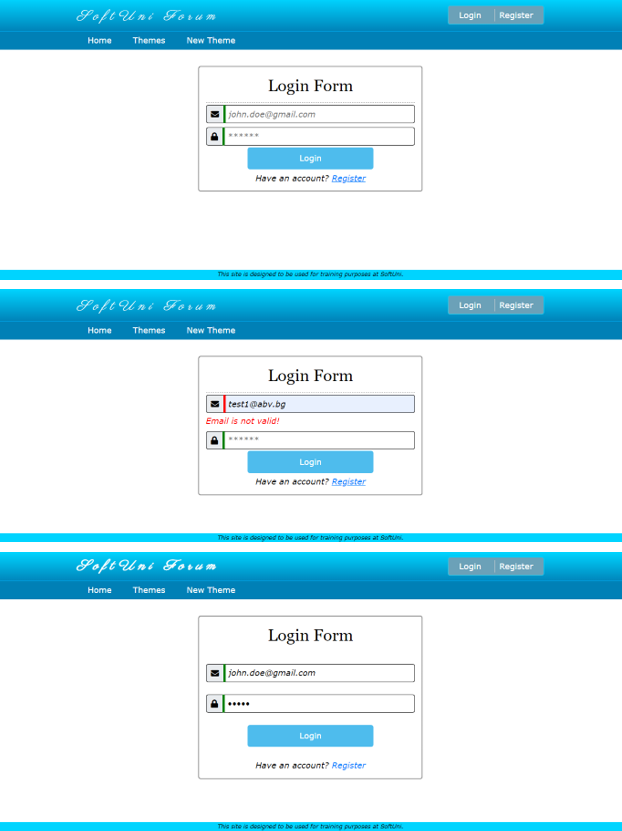 SoftUni Forum
Login Register
Home Themes New Theme
Login Form
john.doe@gmail.com
******
Login
Have an account? Register
This site is designed to be used for training purposes at SoftUni.
SoftUni Forum
Login Register
Home Themes New Theme
Login Form
test1@abv.bg
Email is not valid!
******
Login
Have an account? Register
This site is designed to be used for training purposes at SoftUni.
SoftUni Forum
Login Register
Home Themes New Theme
Login Form
john.doe@gmail.com
•••••
Login
Have an account? Register
This site is designed to be used for training purposes at SoftUni.